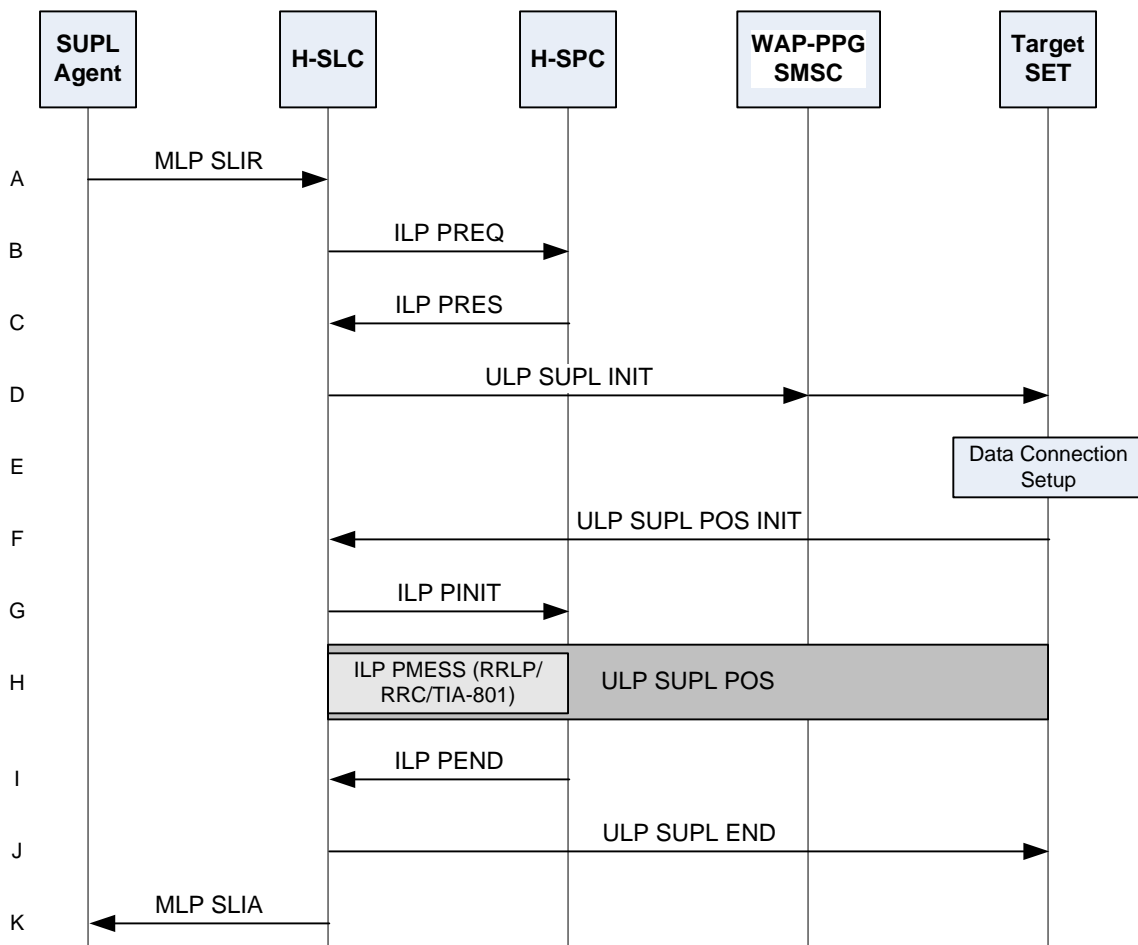 SUPL
Agent
H-SLC
H-SPC
WAP-PPG
SMSC
Target
SET
A
MLP SLIR
B
ILP PREQ
C
ILP PRES
D
ULP SUPL INIT
E
Data Connection
Setup
F
ULP SUPL POS INIT
G
ILP PINIT
H
ILP PMESS (RRLP/
RRC/TIA-801)
ULP SUPL POS
I
ILP PEND
J
ULP SUPL END
K
MLP SLIA